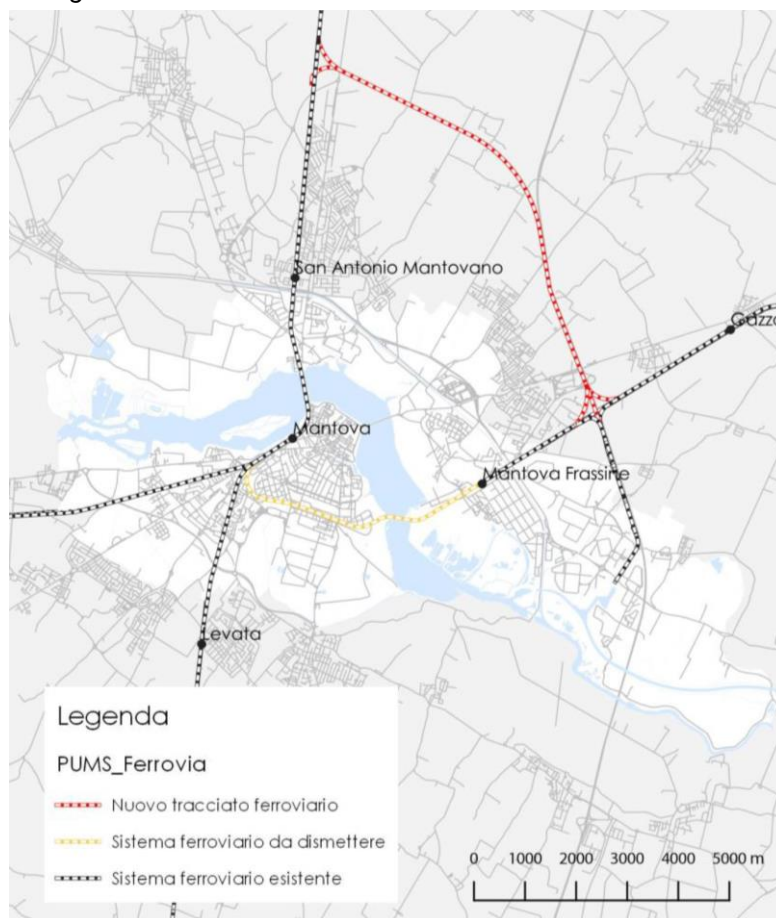 San Antonio Mantovano
Mantova
Mantova Frassine
Levata
Legenda
PUMS_Ferrovia
Nuovo tracciato ferroviario
Sistema ferroviario da dismettere
Sistema ferroviario esistente
0 1000 2000 3000 4000 5000 m